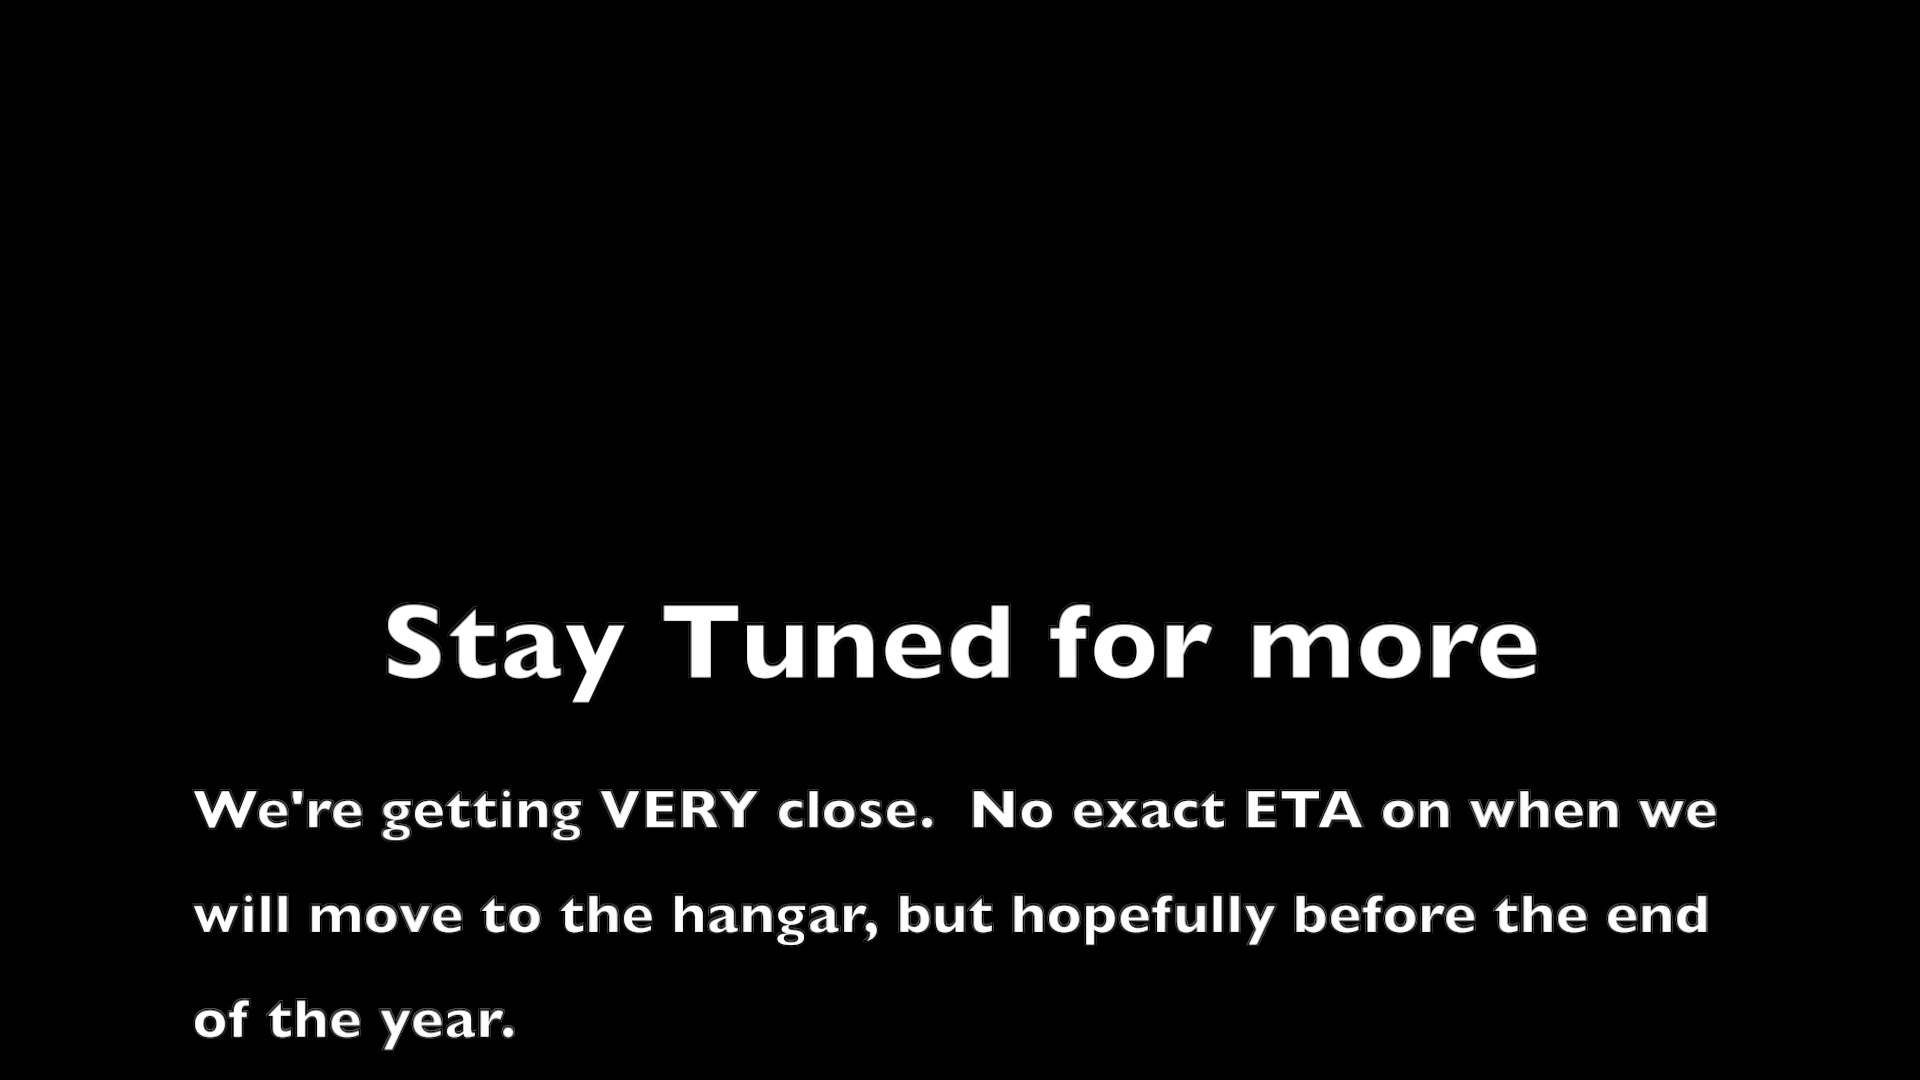 Stay Tuned for more
We're getting VERY close.  No exact ETA on when we
will move to the hangar, but hopefully before the end
of the year.